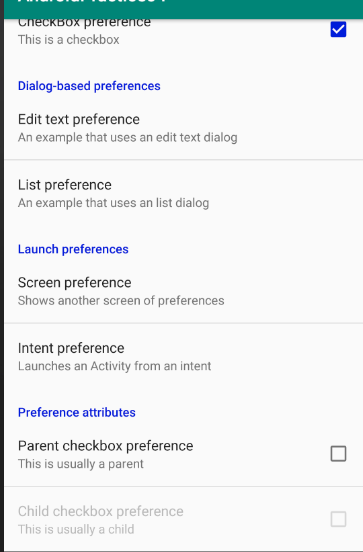 CheckBox preference
This is a checkbox
Dialog-based preferences
Edit text preference
An example that uses an edit text dialog
List preference
An example that uses an list dialog
Launch preferences
Screen preference
Shows another screen of preferences
Intent preference
Launches an Activity from an intent
Preference attributes
Parent checkbox preference
This is usually a parent
Child checkbox preference
This is usually a child